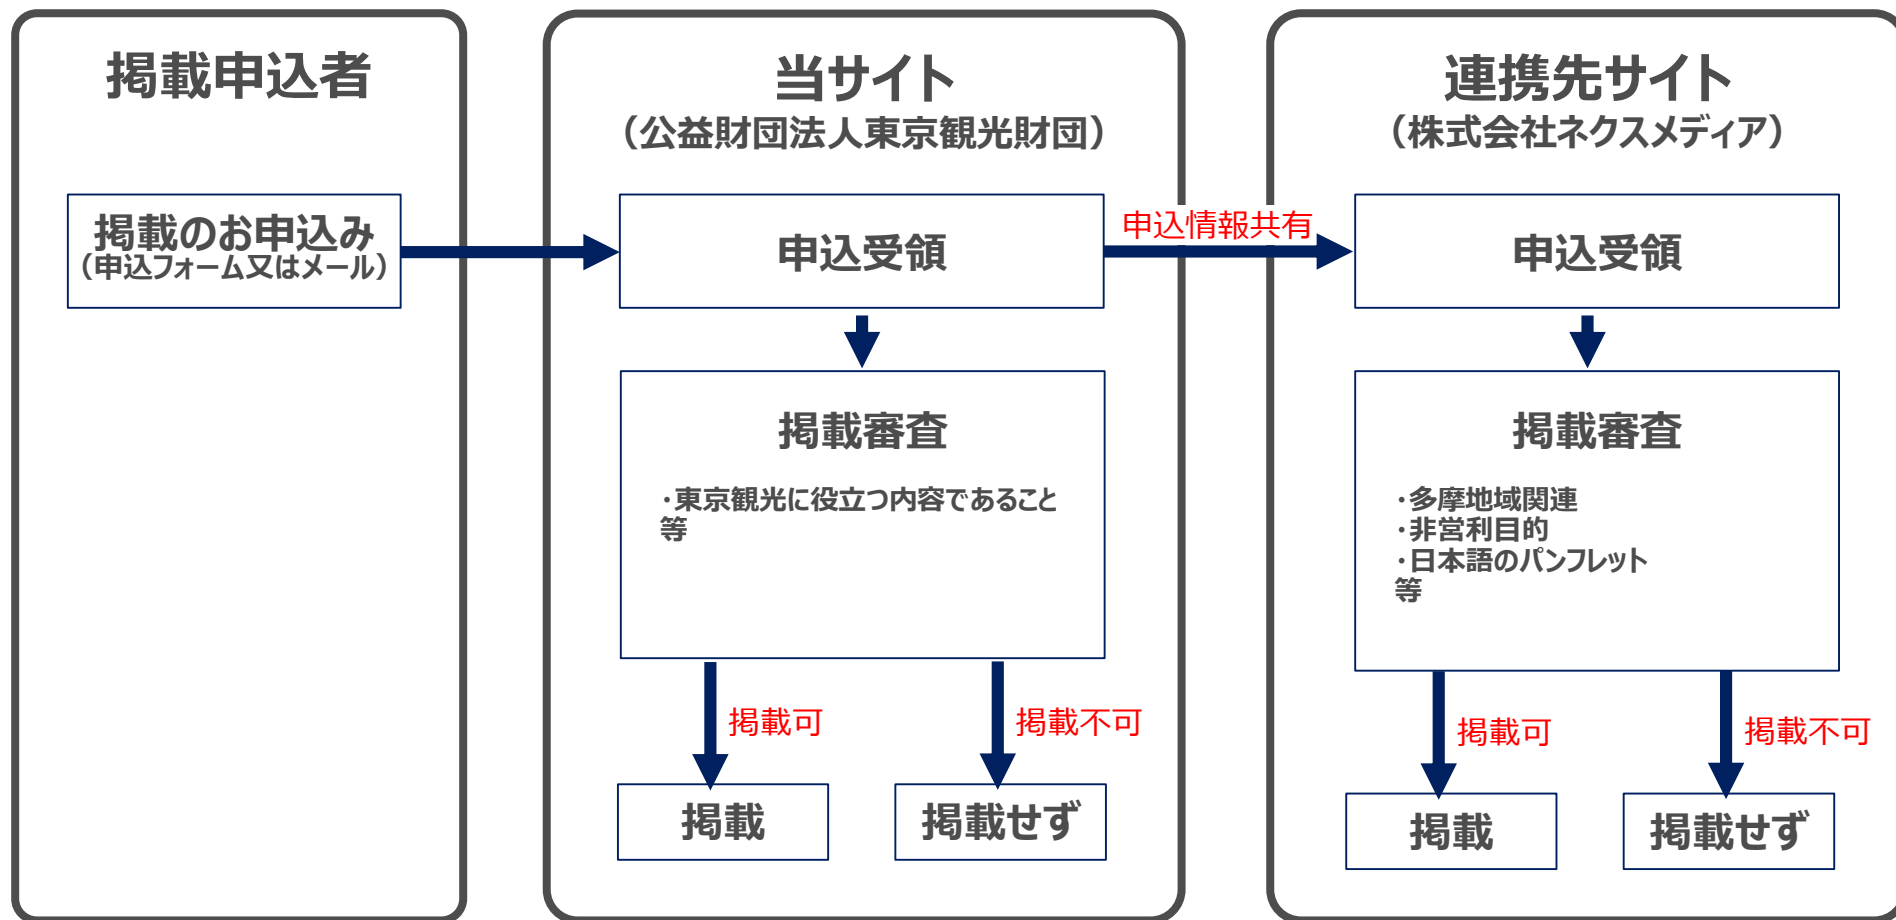 掲載申込者
掲載のお申込み
（申込フォーム又はメール）
当サイト
（公益財団法人東京観光財団）
申込受領
掲載審査
・東京観光に役立つ内容であること
等
掲載可
掲載不可
掲載
掲載せず
申込情報共有
連携先サイト
（株式会社ネクスメディア）
申込受領
掲載審査
・多摩地域関連
・非営利目的
・日本語のパンフレット
等
掲載可
掲載不可
掲載
掲載せず